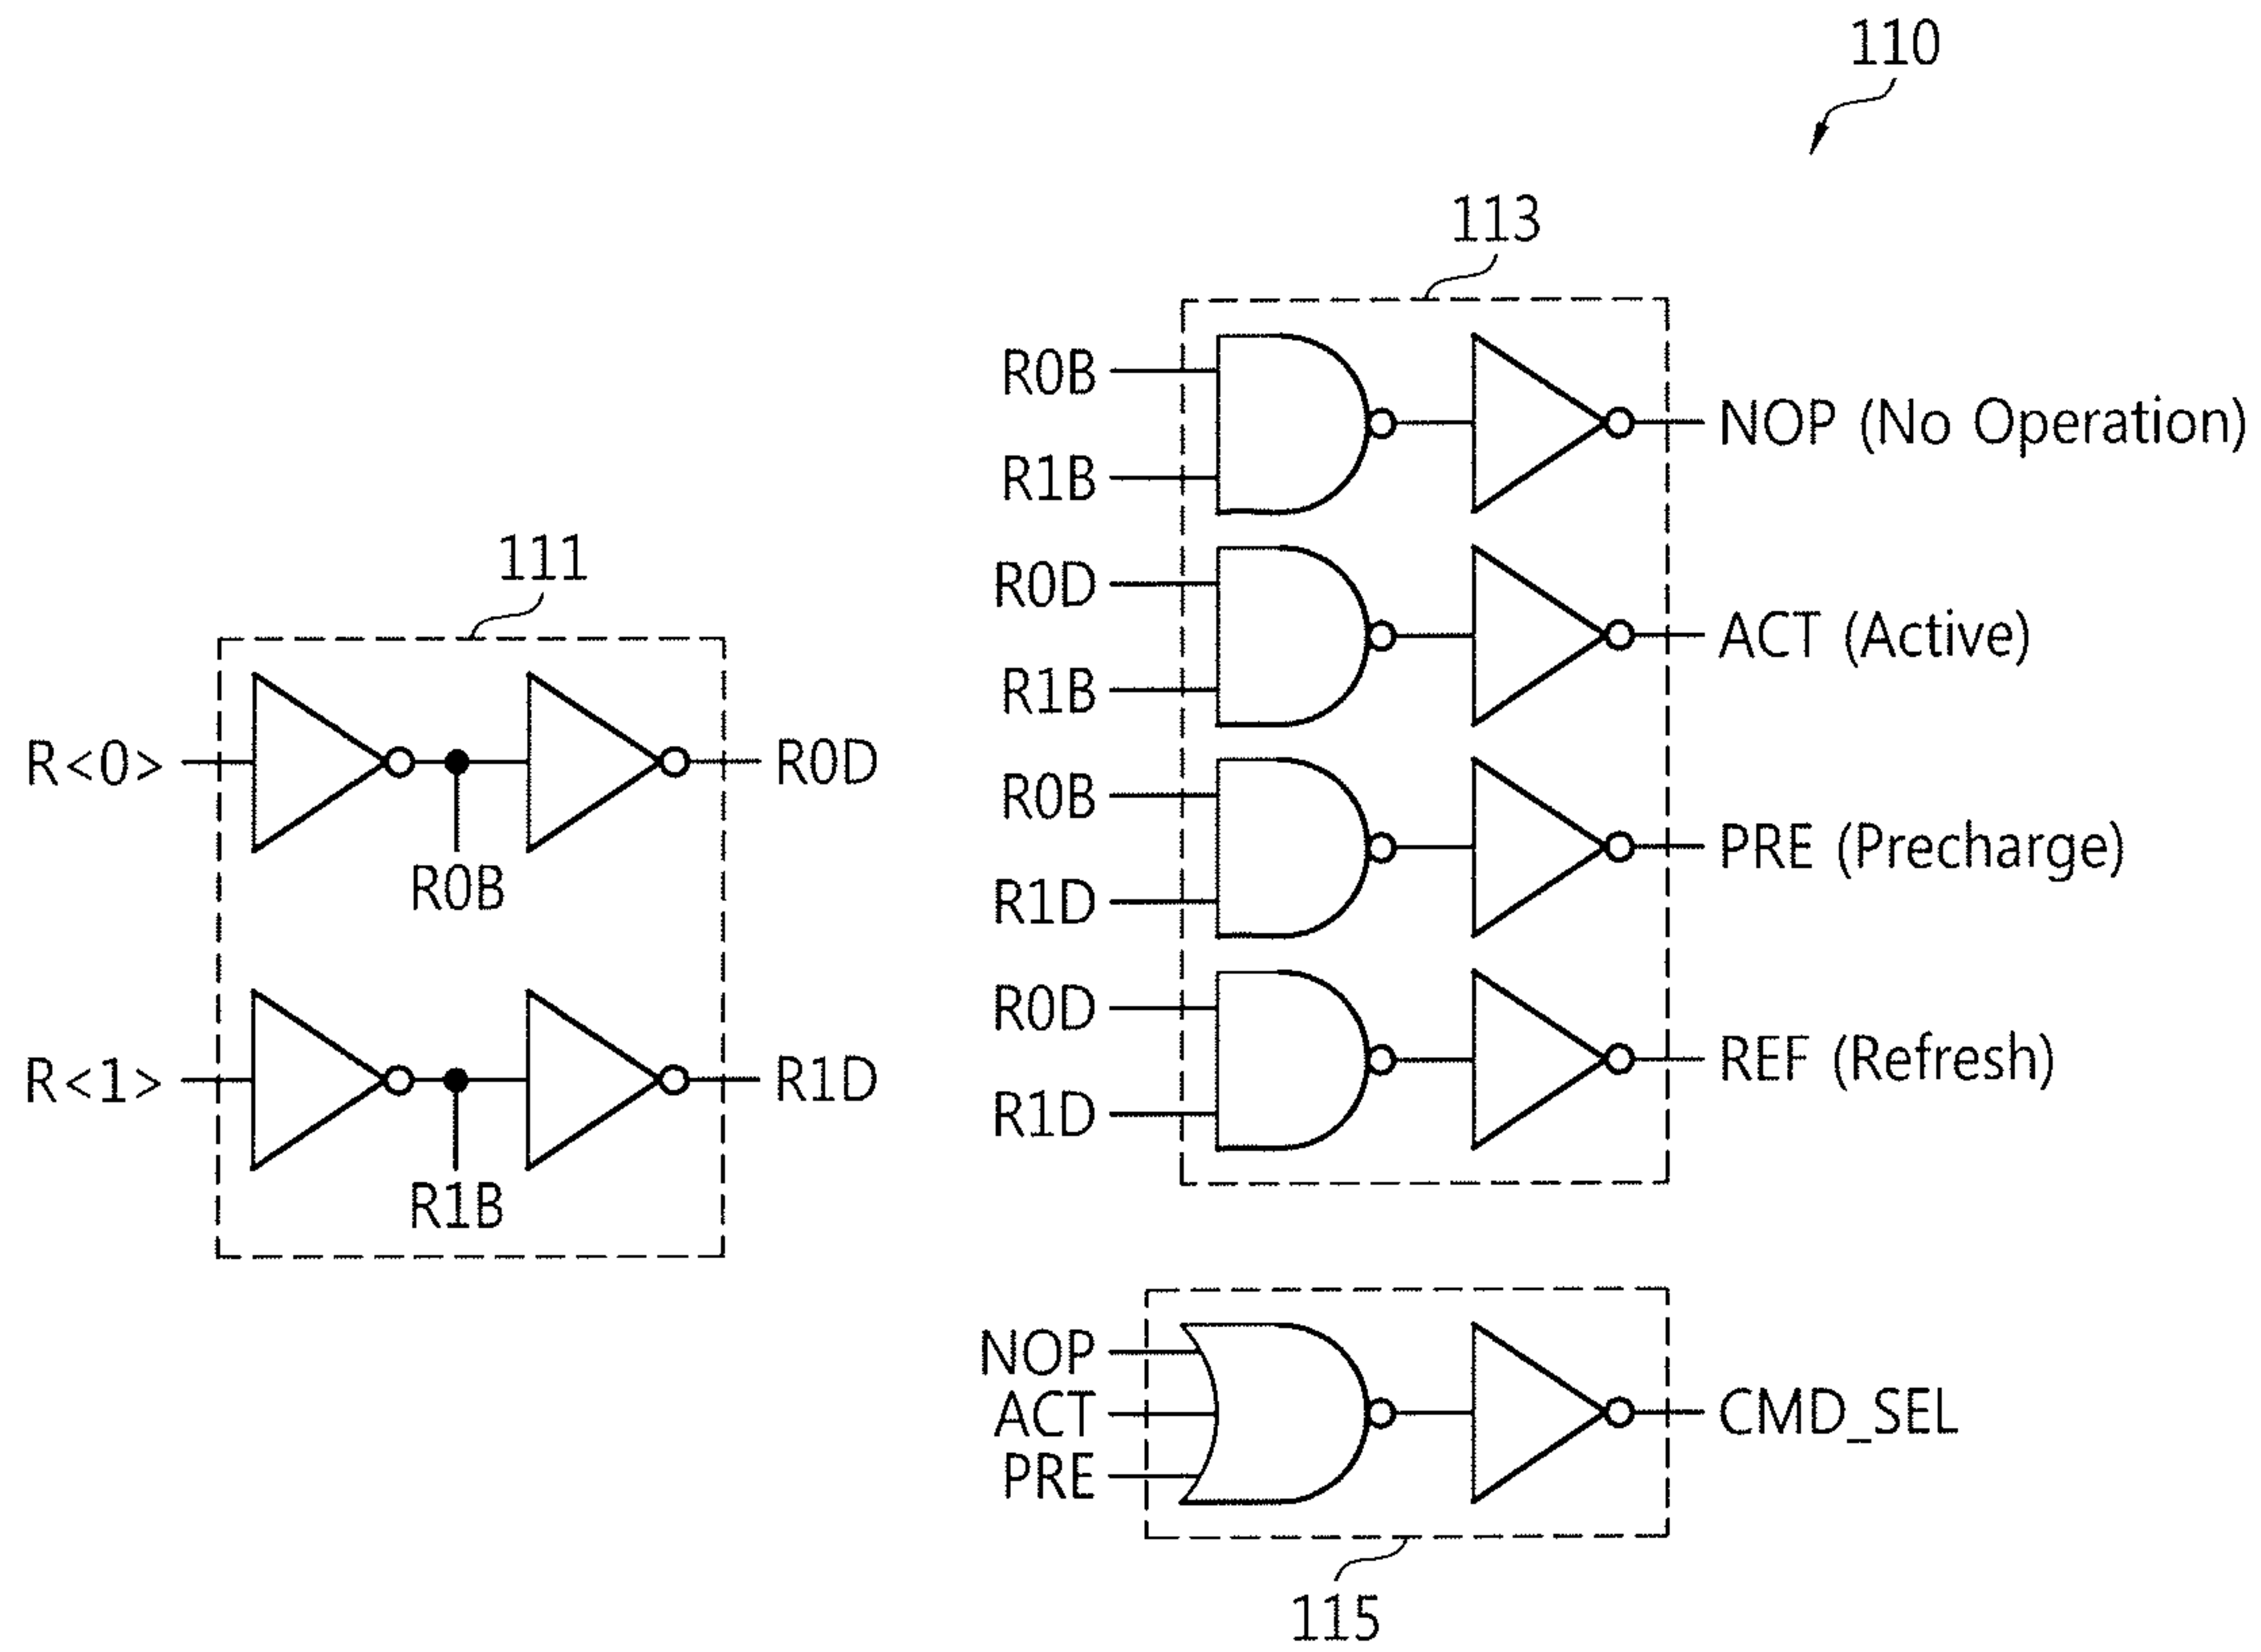 110
113
R0B
R1B
NOP (No Operation)
R0D
R1B
ACT (Active)
R0B
R1D
PRE (Precharge)
R0D
R1D
REF (Refresh)
111
R<0>
R0B
R0D
R<1>
R1B
R1D
NOP
ACT
PRE
CMD_SEL
115